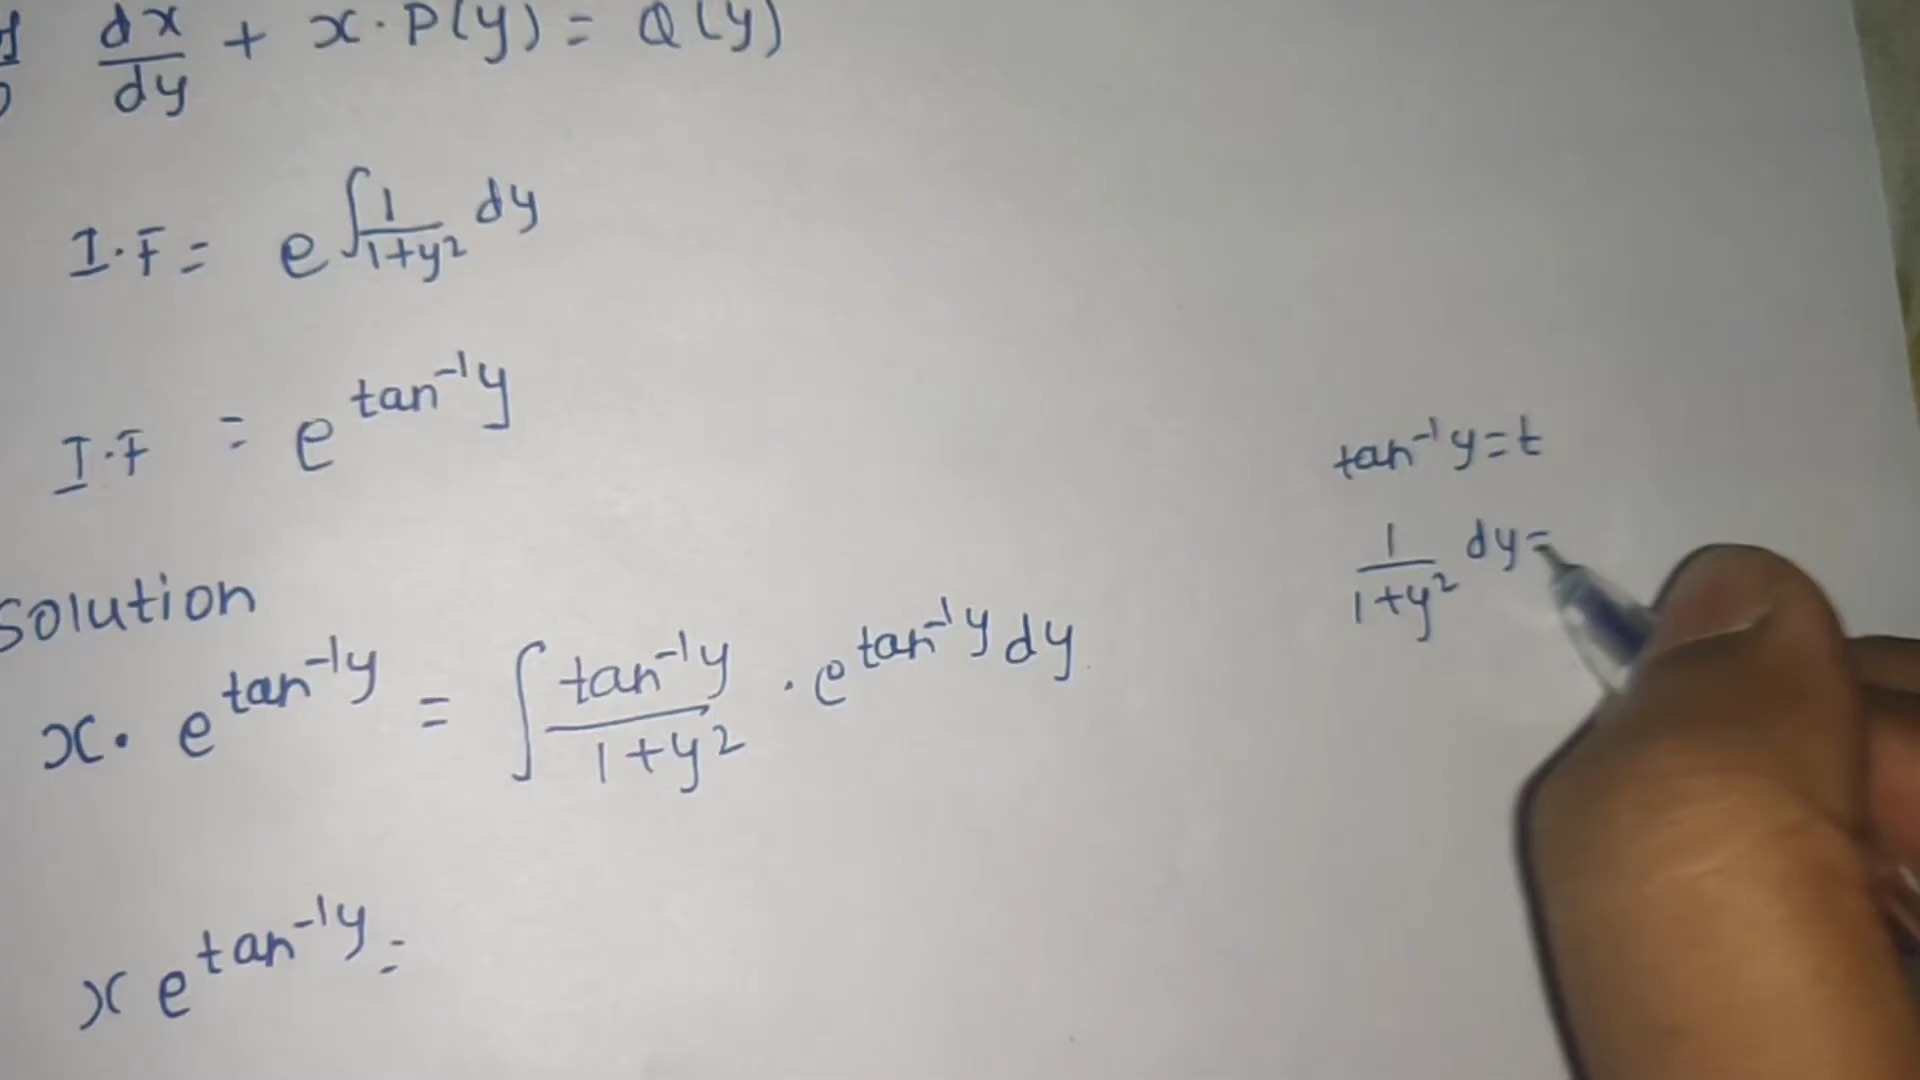 dx/dy + x·P(y) = Q(y)
I·F = e^∫1/1+y² dy
I·F = e^tan⁻¹y
tan⁻¹y = t
1/1+y² dy =
Solution
x· e^tan⁻¹y = ∫ tan⁻¹y/1+y² · e^tan⁻¹y dy
x e^tan⁻¹y =